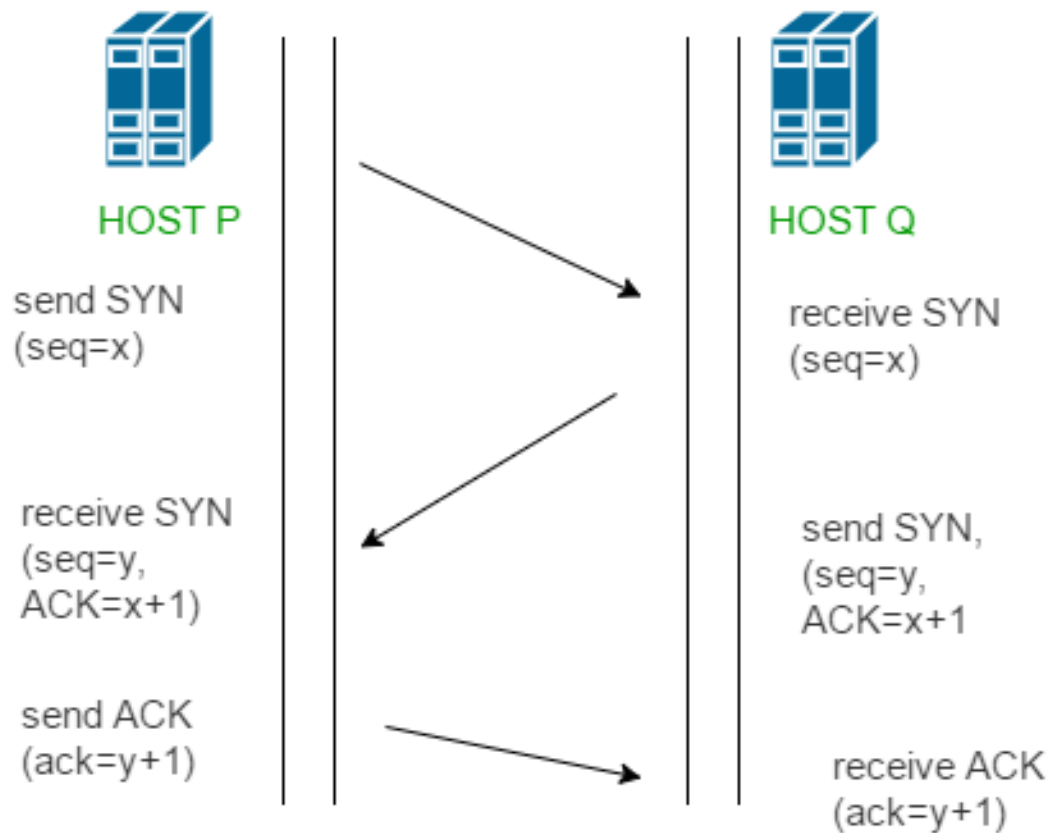 HOST P
HOST Q
send SYN
(seq=x)
receive SYN
(seq=x)
receive SYN
(seq=y,
ACK=x+1)
send SYN,
(seq=y,
ACK=x+1
send ACK
(ack=y+1)
receive ACK
(ack=y+1)